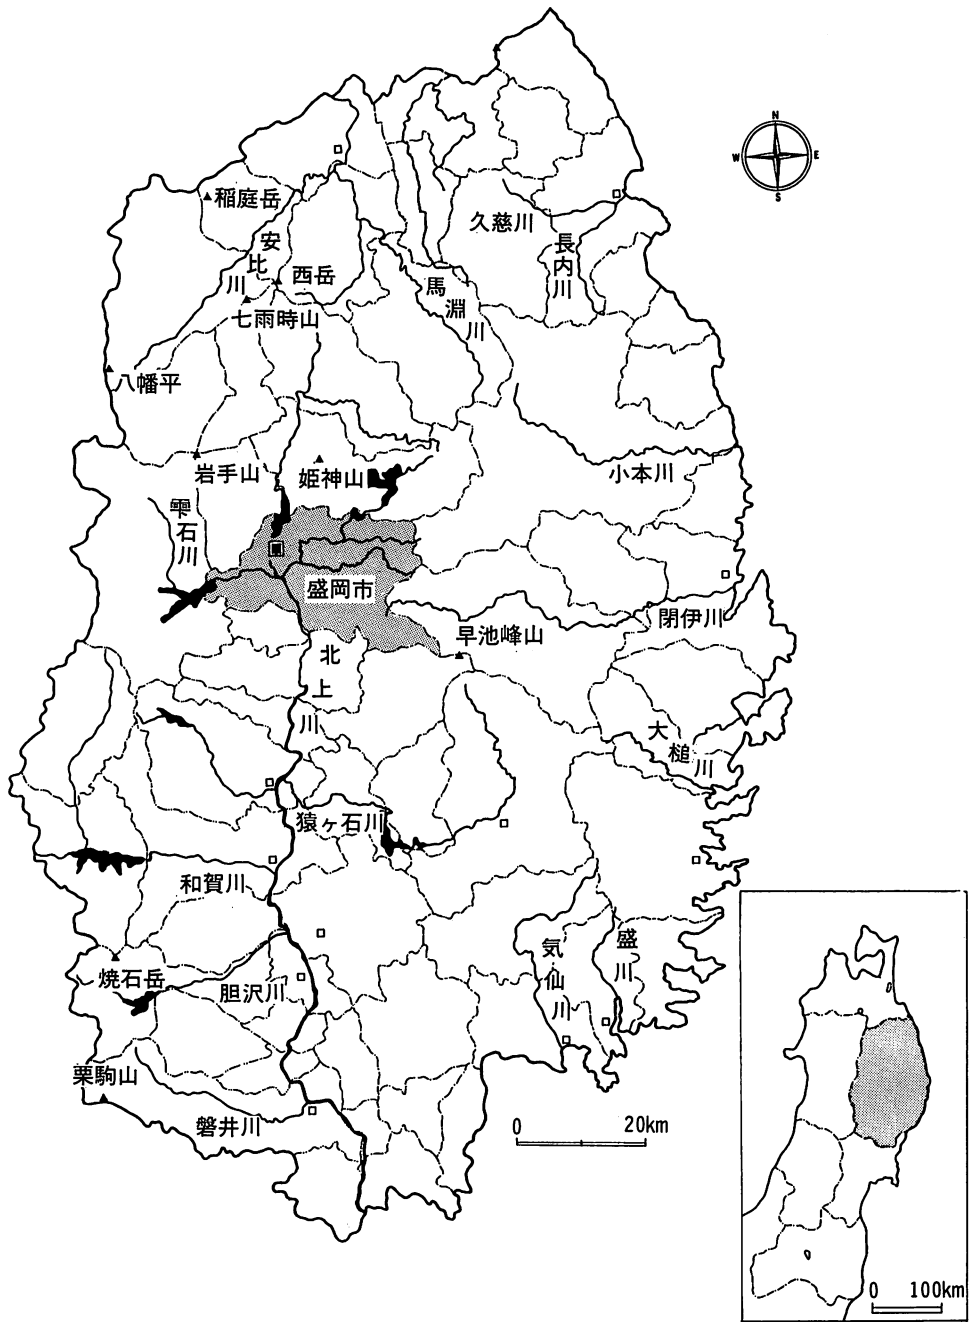 N
W
E
S
稲庭岳
久慈川
安比川
長内川
西岳
馬淵川
七雨時山
八幡平
岩手山
姫神山
小本川
雫石川
盛岡市
閉伊川
早池峰山
北上川
大槌川
猿ヶ石川
和賀川
気仙川
盛川
焼石岳
胆沢川
栗駒山
磐井川
0 20km
0 100km